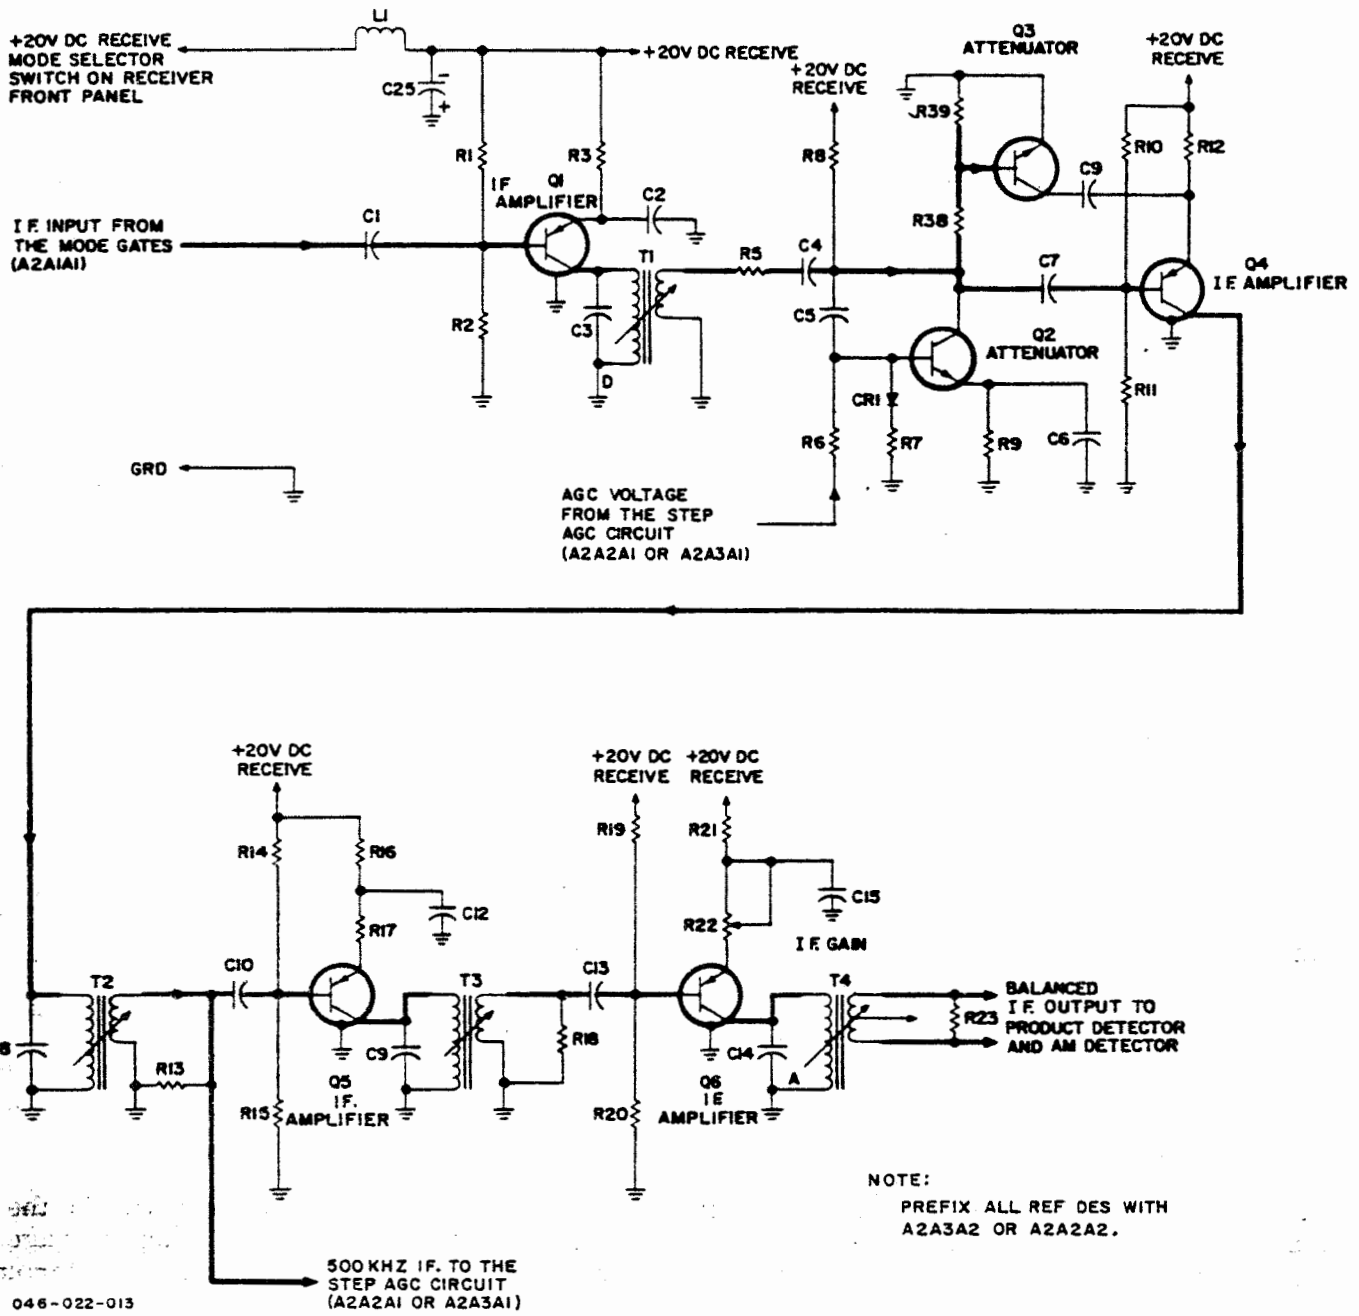 L1
+20V DC RECEIVE
MODE SELECTOR
SWITCH ON RECEIVER
FRONT PANEL
C25
-
+
+20V DC RECEIVE
+20V DC
RECEIVE
Q3
ATTENUATOR
+20V DC
RECEIVE
R1
R3
R8
R39
R10
R12
I F
AMPLIFIER
Q1
C2
C9
I F. INPUT FROM
THE MODE GATES
(A2A1A1)
C1
R38
T1
R5
C4
C7
Q4
I F. AMPLIFIER
R2
C3
D
C5
Q2
ATTENUATOR
CR1
R11
R6
R7
R9
C6
GRD
AGC VOLTAGE
FROM THE STEP
AGC CIRCUIT
(A2A2A1 OR A2A3A1)
+20V DC
RECEIVE
+20V DC
RECEIVE
+20V DC
RECEIVE
R14
R16
R19
R21
C12
C15
R17
R22
I F. GAIN
T2
C10
T3
C13
T4
BALANCED
I F. OUTPUT TO
PRODUCT DETECTOR
AND AM DETECTOR
R23
8
R13
C9
R18
C14
A
R15
Q5
I F.
AMPLIFIER
R20
Q6
I F
AMPLIFIER
NOTE:
PREFIX ALL REF DES WITH
A2A3A2 OR A2A2A2.
500 KHZ IF. TO THE
STEP AGC CIRCUIT
(A2A2A1 OR A2A3A1)
046-022-013